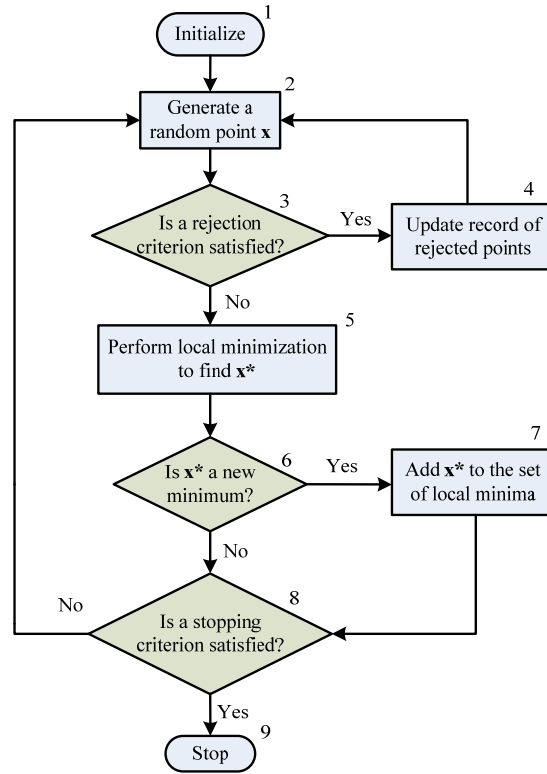 1
Initialize
2
Generate a
random point x
3
Is a rejection
criterion satisfied?
Yes
4
Update record of
rejected points
No
5
Perform local minimization
to find x*
6
Is x* a new
minimum?
Yes
7
Add x* to the set
of local minima
No
8
Is a stopping
criterion satisfied?
No
Yes
9
Stop